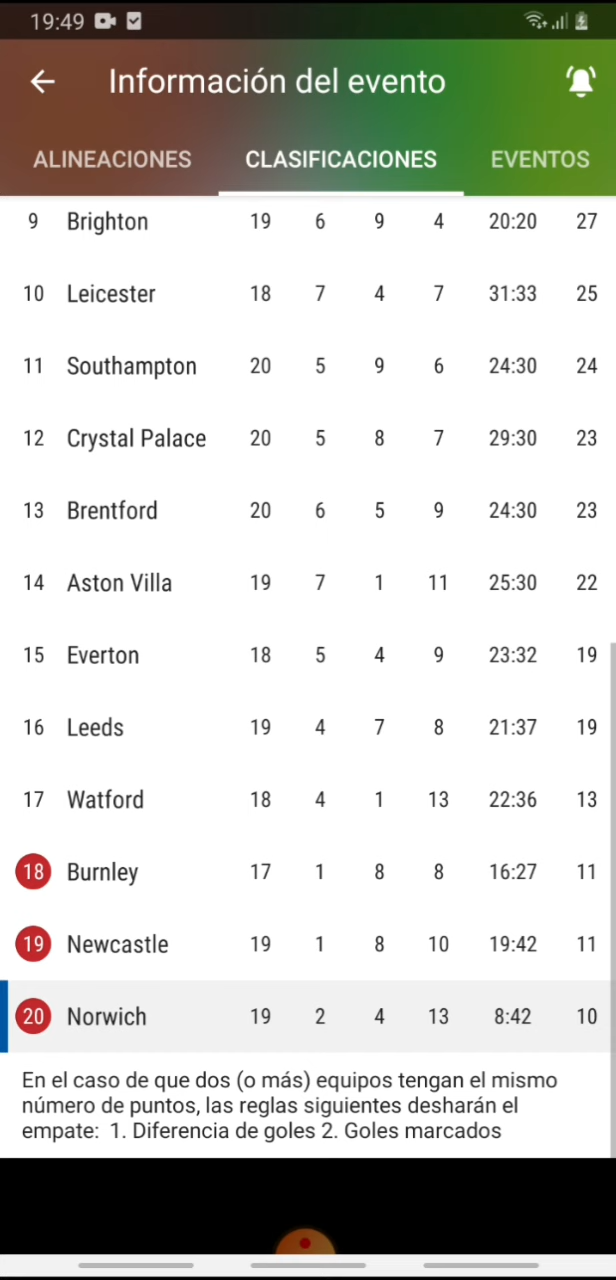 19:49
Información del evento
ALINEACIONES CLASIFICACIONES EVENTOS
9 Brighton 19 6 9 4 20:20 27
10 Leicester 18 7 4 7 31:33 25
11 Southampton 20 5 9 6 24:30 24
12 Crystal Palace 20 5 8 7 29:30 23
13 Brentford 20 6 5 9 24:30 23
14 Aston Villa 19 7 1 11 25:30 22
15 Everton 18 5 4 9 23:32 19
16 Leeds 19 4 7 8 21:37 19
17 Watford 18 4 1 13 22:36 13
18 Burnley 17 1 8 8 16:27 11
19 Newcastle 19 1 8 10 19:42 11
20 Norwich 19 2 4 13 8:42 10
En el caso de que dos (o más) equipos tengan el mismo
número de puntos, las reglas siguientes desharán el
empate: 1. Diferencia de goles 2. Goles marcados